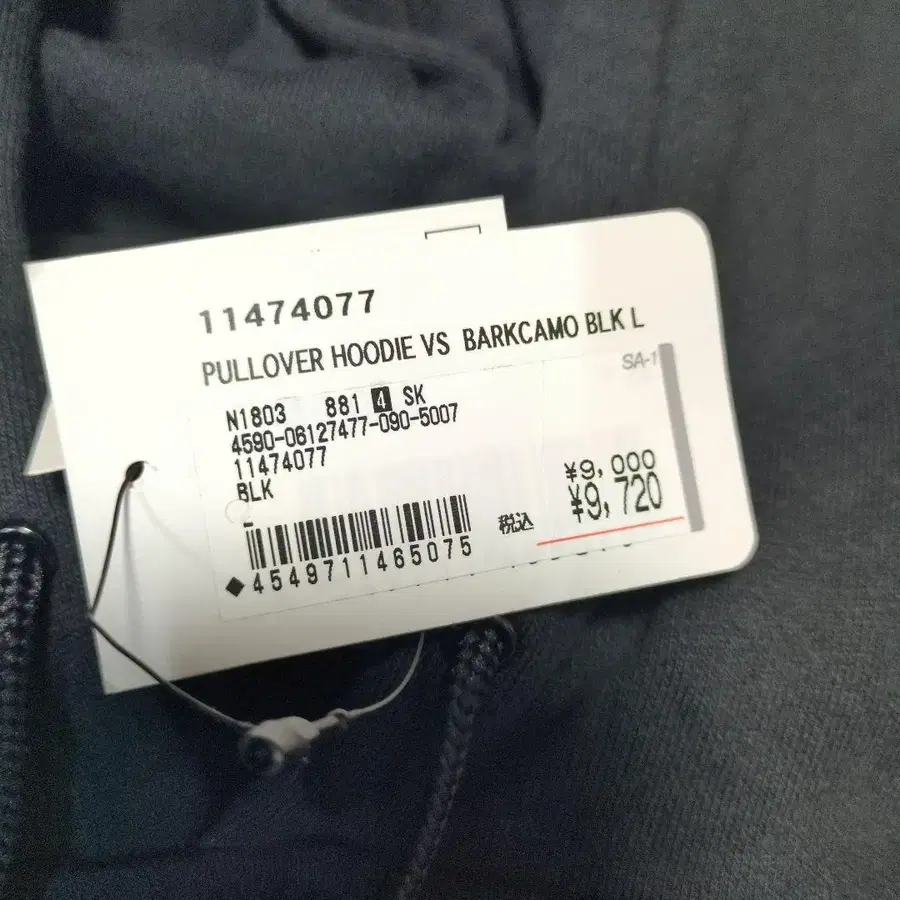 11474077
PULLOVER HOODIE VS BARKCAMO BLK L
SA-1
N1803 881 4 SK
4590-06127477-090-5007
11474077
BLK
¥9,000
税込 ¥9,720
4549711465075